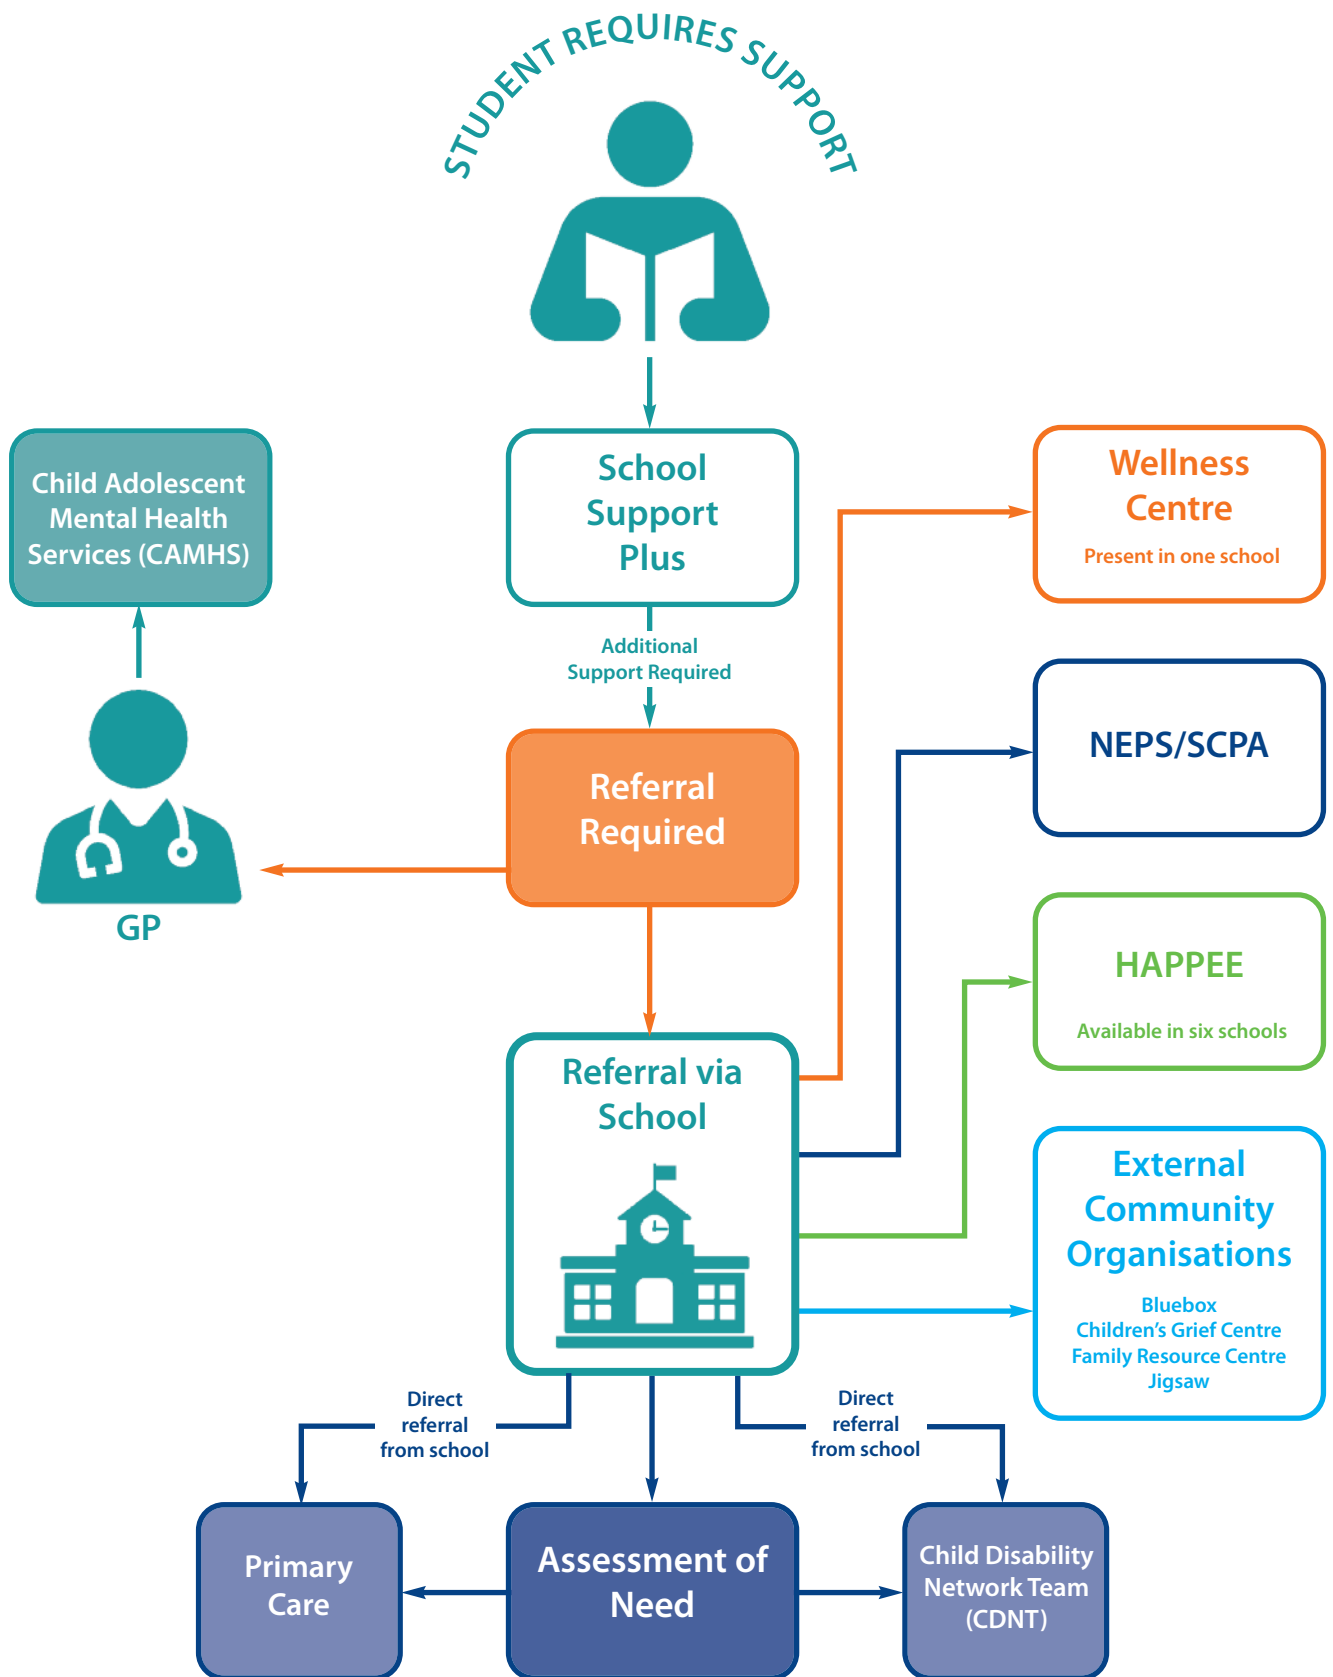 STUDENT REQUIRES SUPPORT
School
Support
Plus
Child Adolescent
Mental Health
Services (CAMHS)
Wellness
Centre
Present in one school
Additional
Support Required
NEPS/SCPA
Referral
Required
GP
HAPPEE
Available in six schools
Referral via
School
External
Community
Organisations
Bluebox
Children’s Grief Centre
Family Resource Centre
Jigsaw
Direct
referral
from school
Direct
referral
from school
Primary
Care
Assessment of
Need
Child Disability
Network Team
(CDNT)